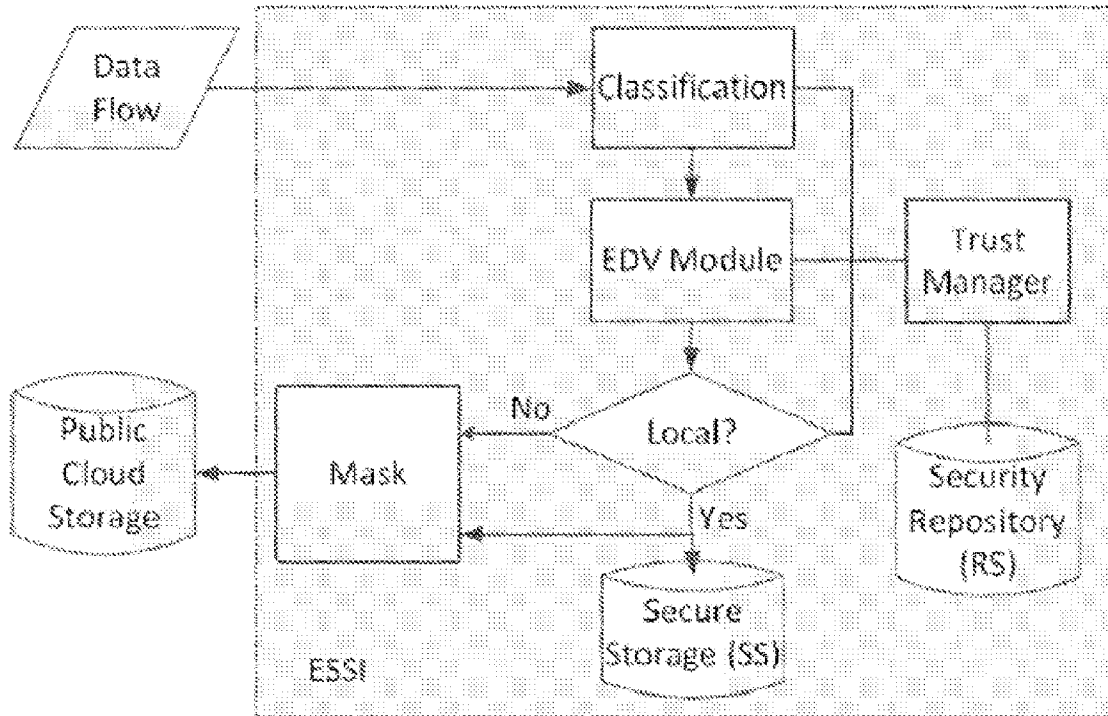 Data
Flow
Classification
EDV Module
Trust
Manager
Public
Cloud
Storage
Mask
No
Local?
Yes
Security
Repository
(RS)
Secure
Storage (SS)
ESSI